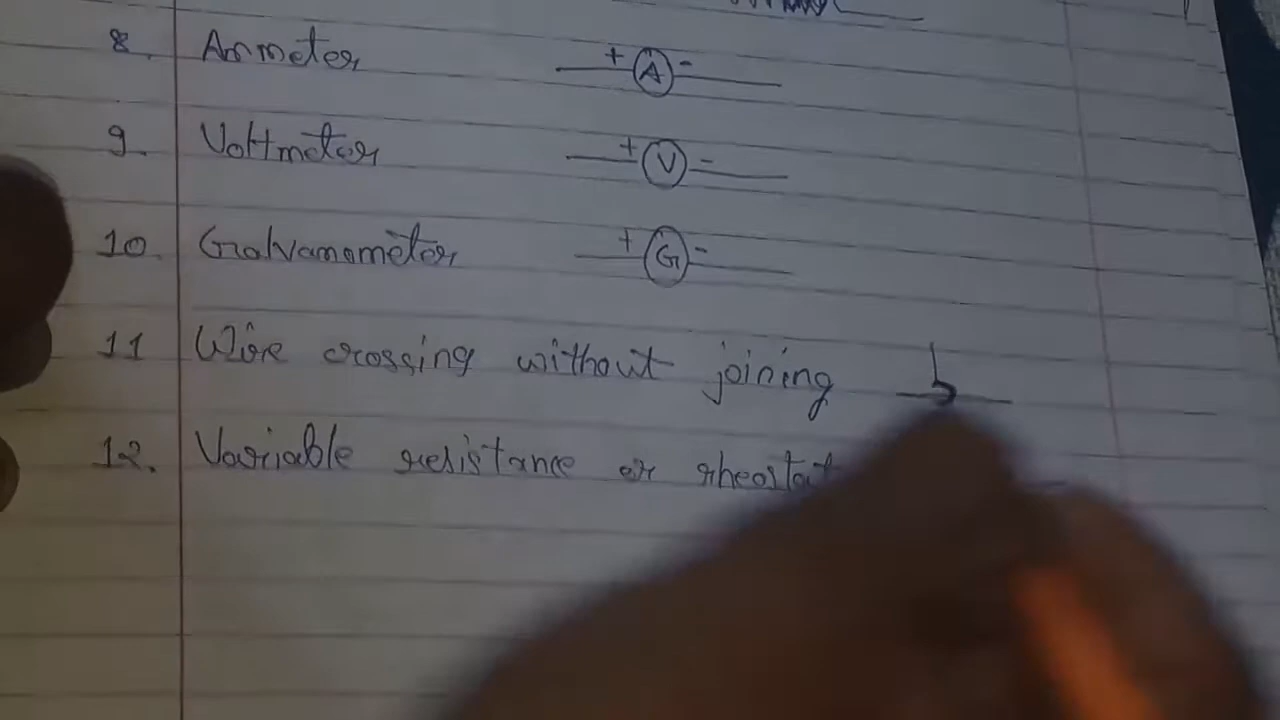 8. Ammeter + A -
9. Voltmeter + V -
10. Galvanometer + G -
11 Wire crossing without joining
12. Variable resistance or rheostat